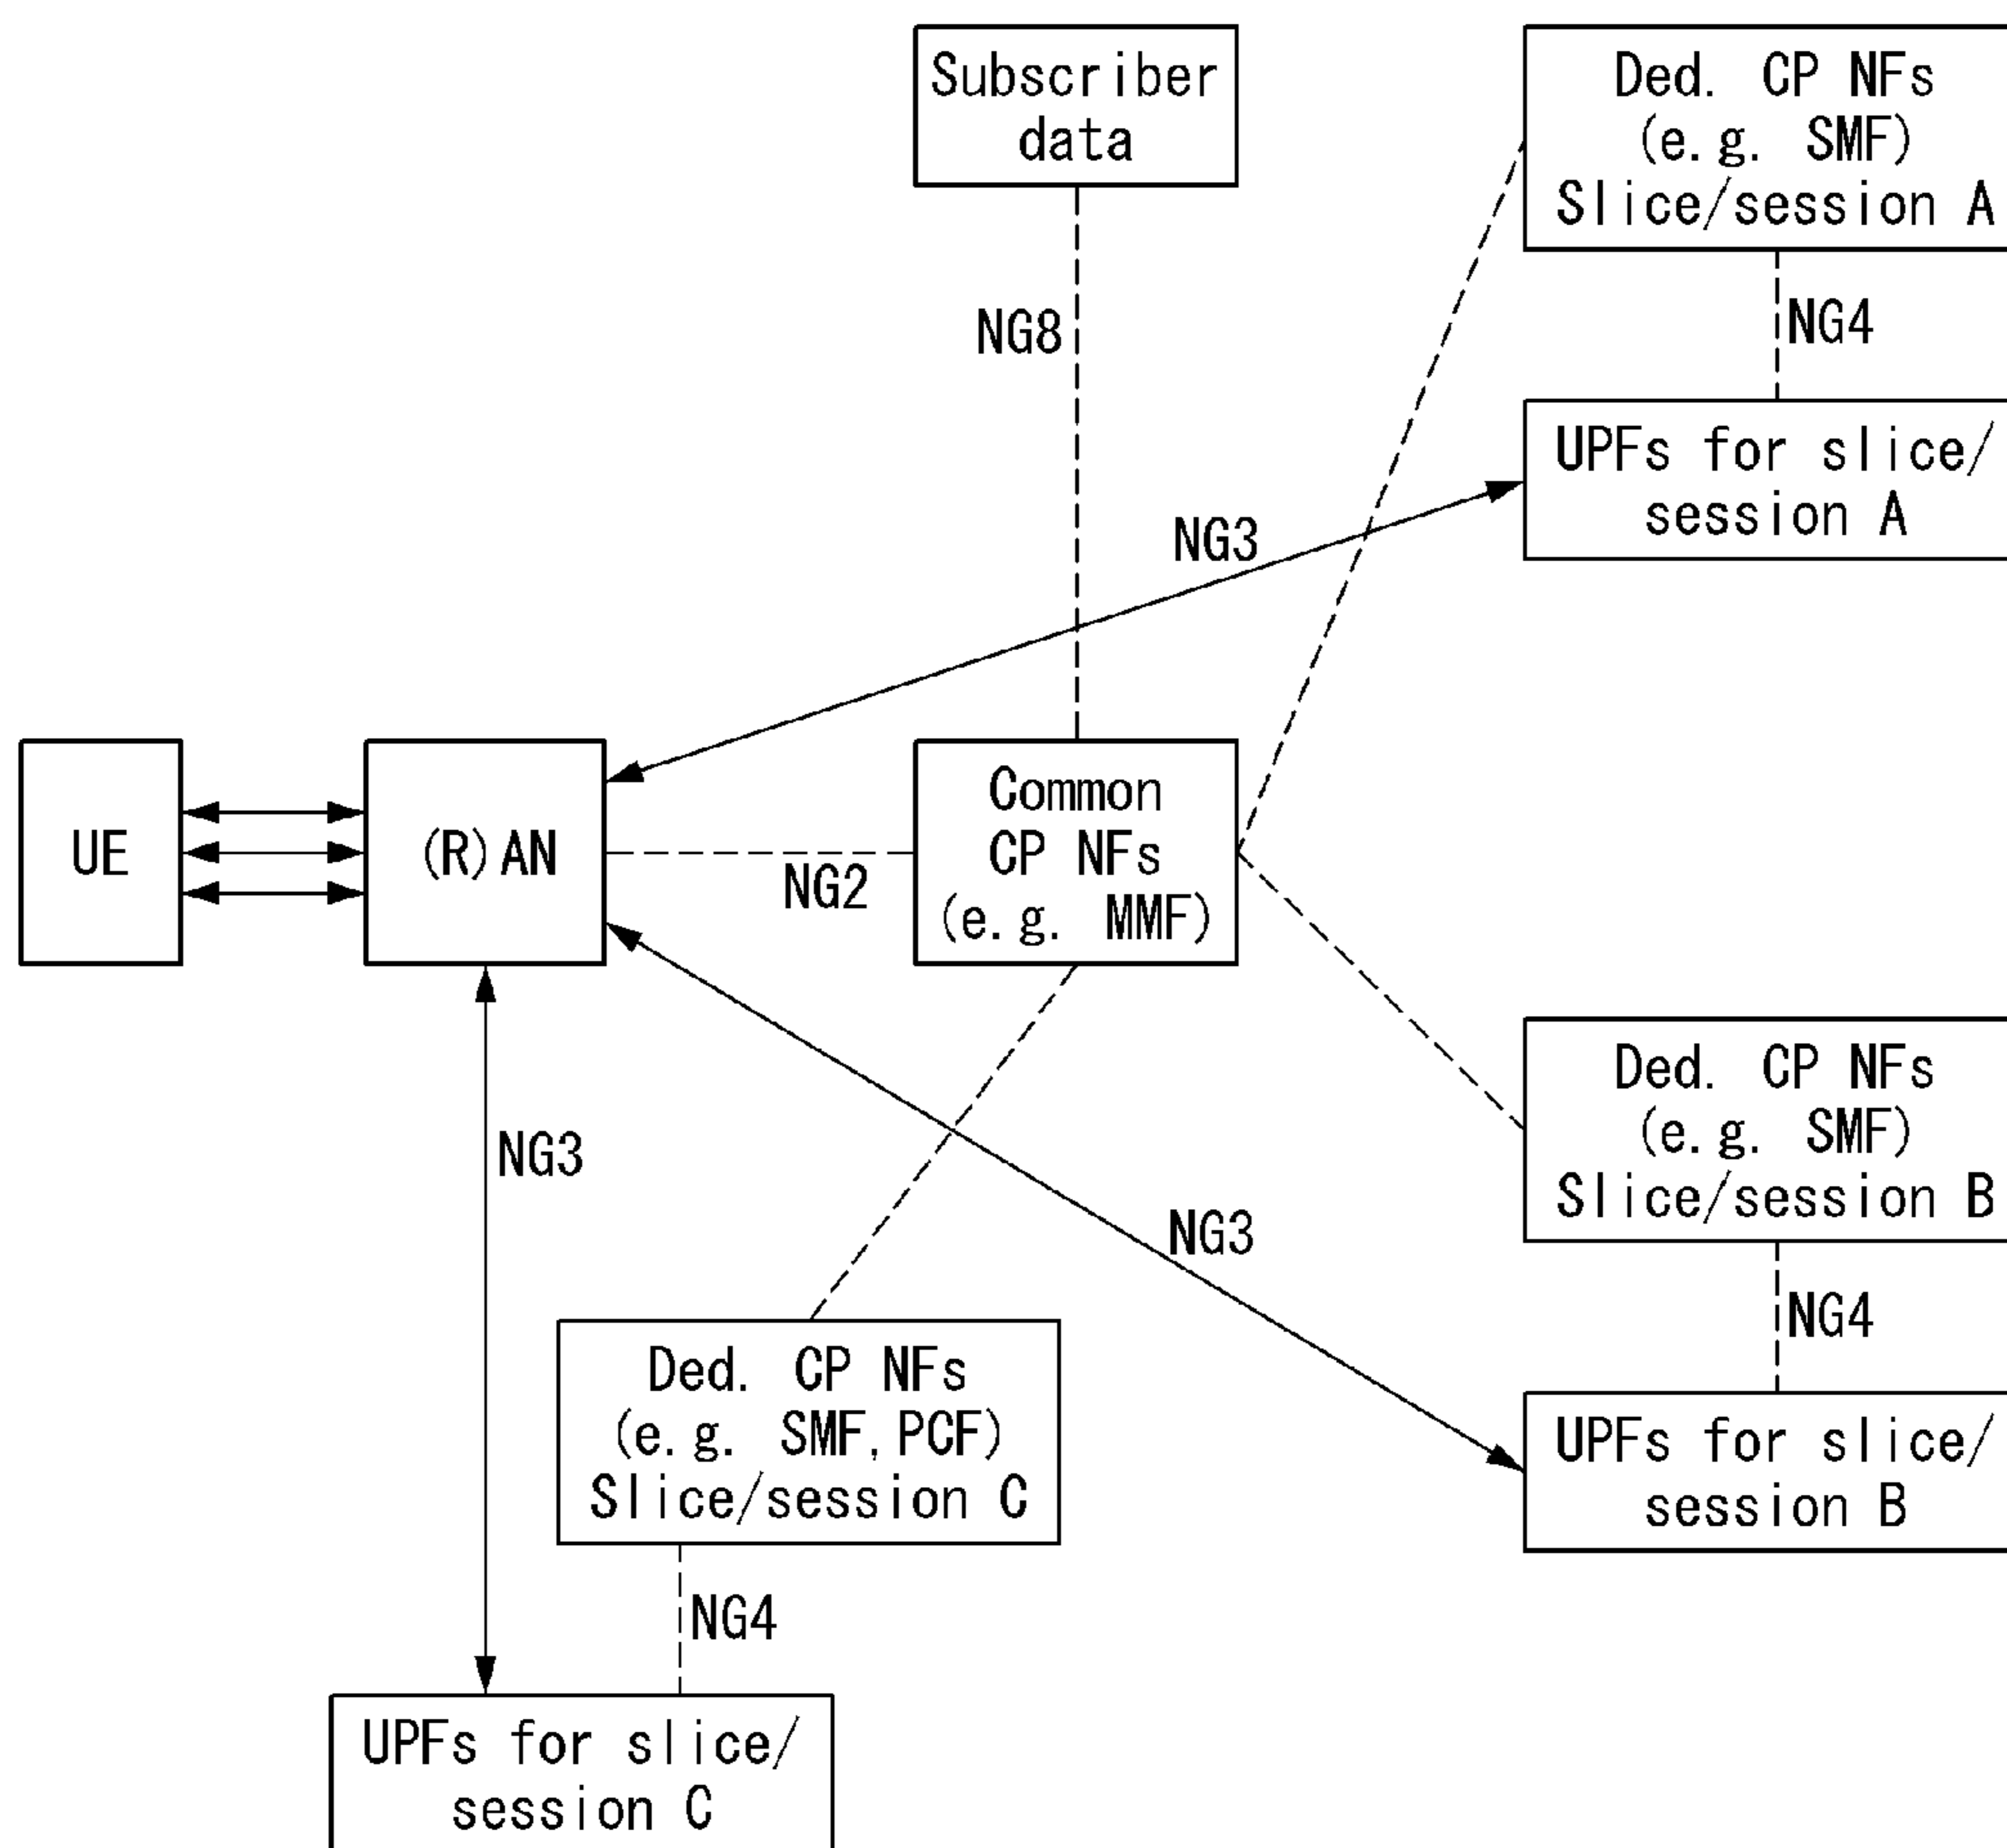 Subscriber
data
Ded. CP NFs
(e.g. SMF)
Slice/session A
NG8
NG4
UPFs for slice/
session A
NG3
UE
(R)AN
NG2
Common
CP NFs
(e.g. MMF)
Ded. CP NFs
(e.g. SMF)
Slice/session B
NG3
NG3
NG4
Ded. CP NFs
(e.g. SMF,PCF)
Slice/session C
UPFs for slice/
session B
NG4
UPFs for slice/
session C